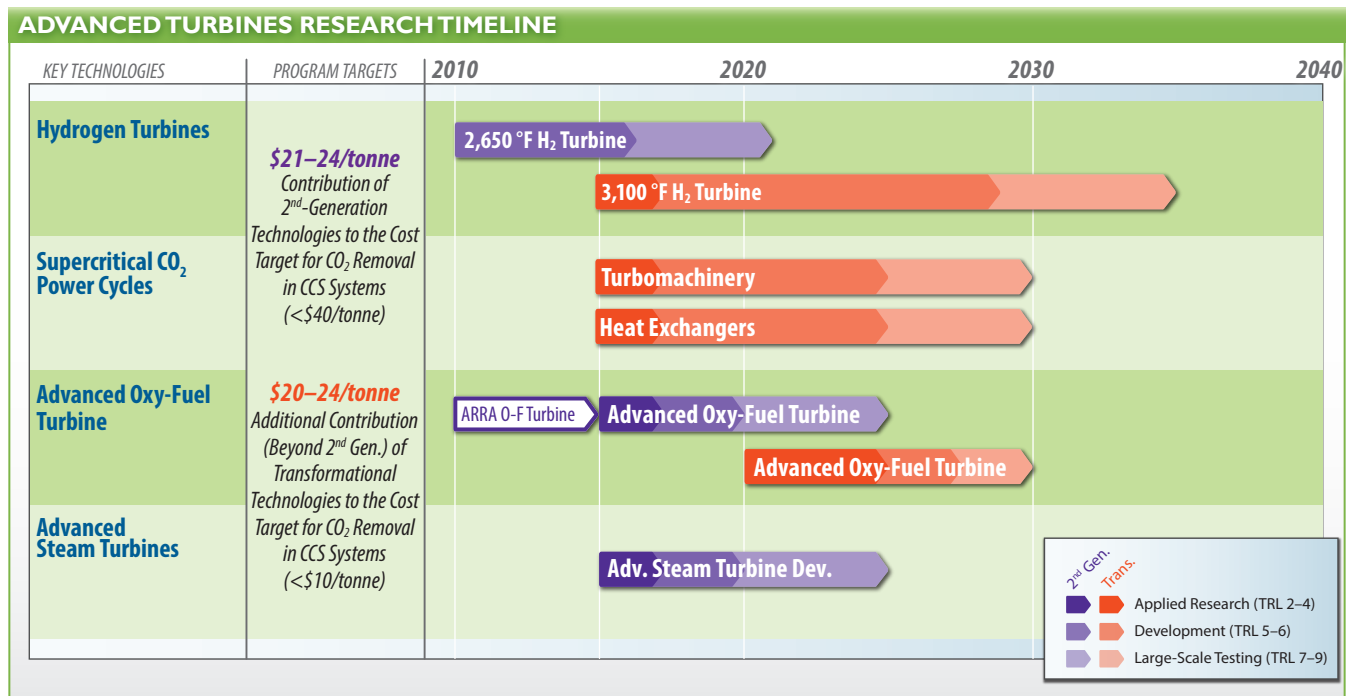 ADVANCED TURBINES RESEARCH TIMELINE
KEY TECHNOLOGIES
PROGRAM TARGETS
2010
2020
2030
2040
Hydrogen Turbines
Supercritical CO₂
Power Cycles
Advanced Oxy-Fuel
Turbine
Advanced
Steam Turbines
$21–24/tonne
Contribution of
2nd-Generation
Technologies to the Cost
Target for CO₂ Removal
in CCS Systems
(<$40/tonne)
$20–24/tonne
Additional Contribution
(Beyond 2nd Gen.) of
Transformational
Technologies to the Cost
Target for CO₂ Removal
in CCS Systems
(<$10/tonne)
2,650 °F H₂ Turbine
3,100 °F H₂ Turbine
Turbomachinery
Heat Exchangers
ARRA O-F Turbine
Advanced Oxy-Fuel Turbine
Advanced Oxy-Fuel Turbine
Adv. Steam Turbine Dev.
2nd Gen.
Trans.
Applied Research (TRL 2–4)
Development (TRL 5–6)
Large-Scale Testing (TRL 7–9)